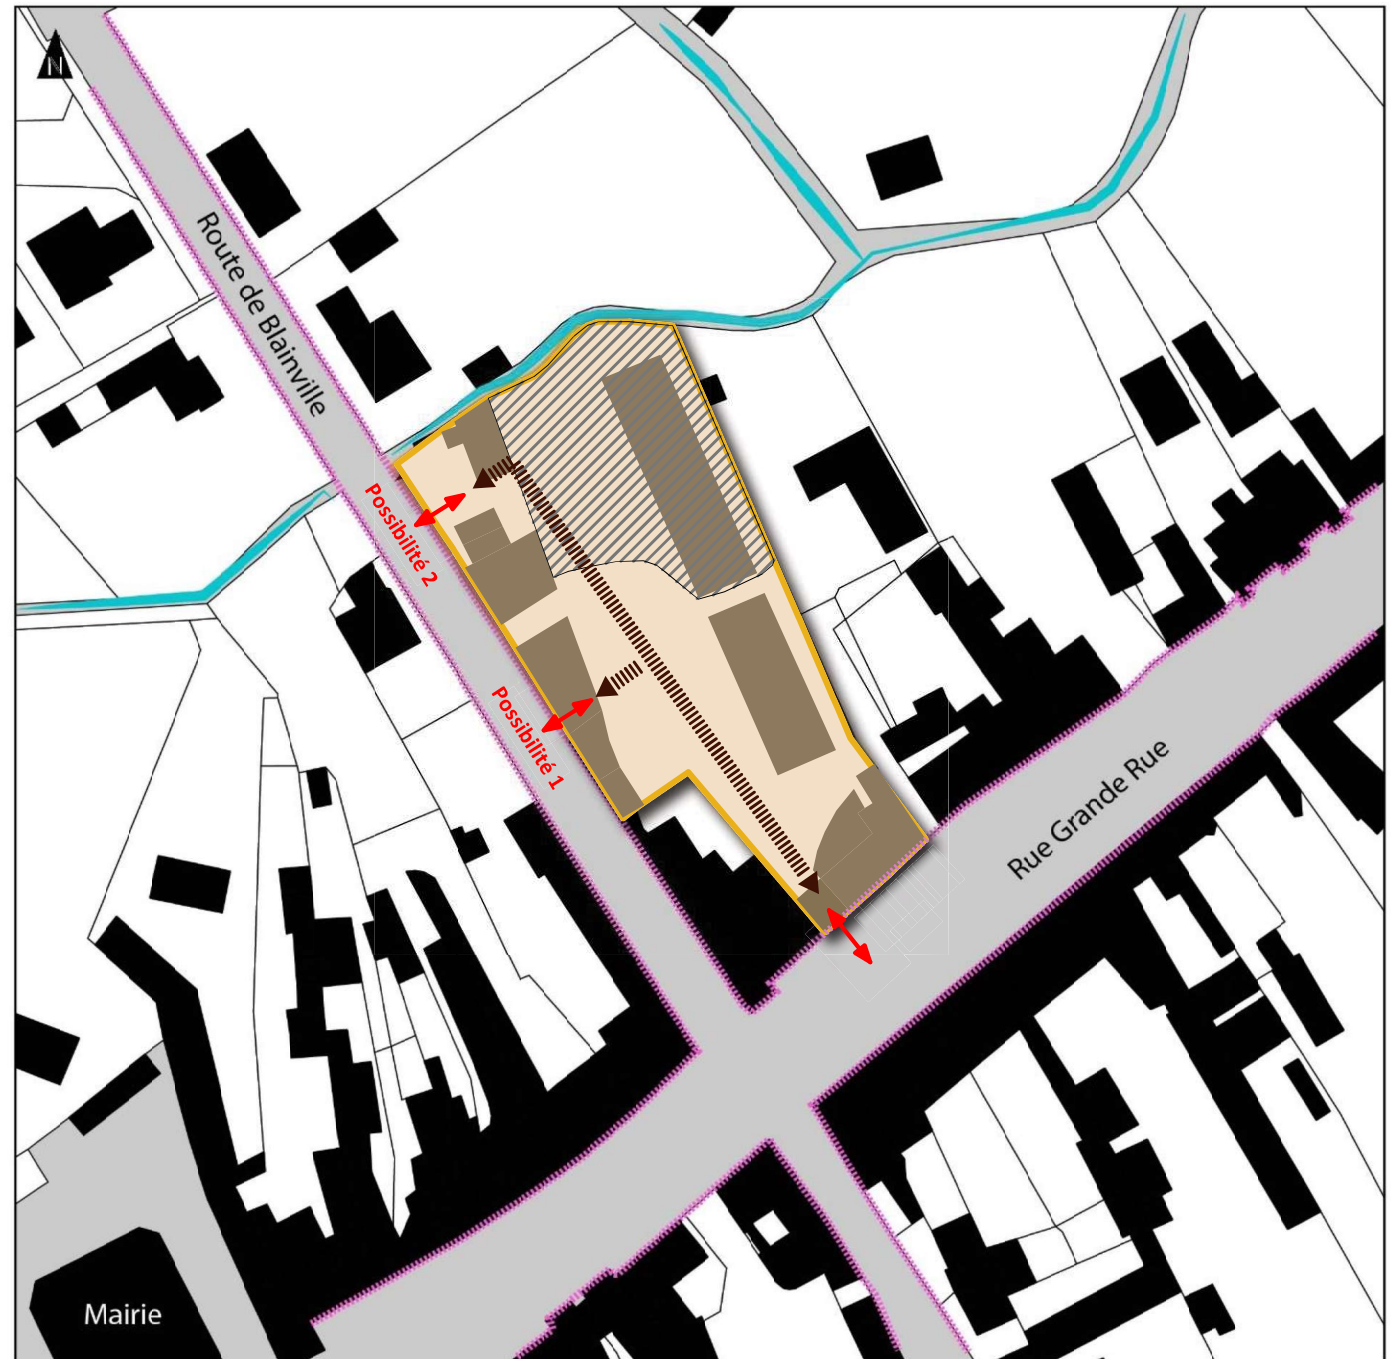 N
Route de Blainville
Possibilité 2
Possibilité 1
Rue Grande Rue
Mairie